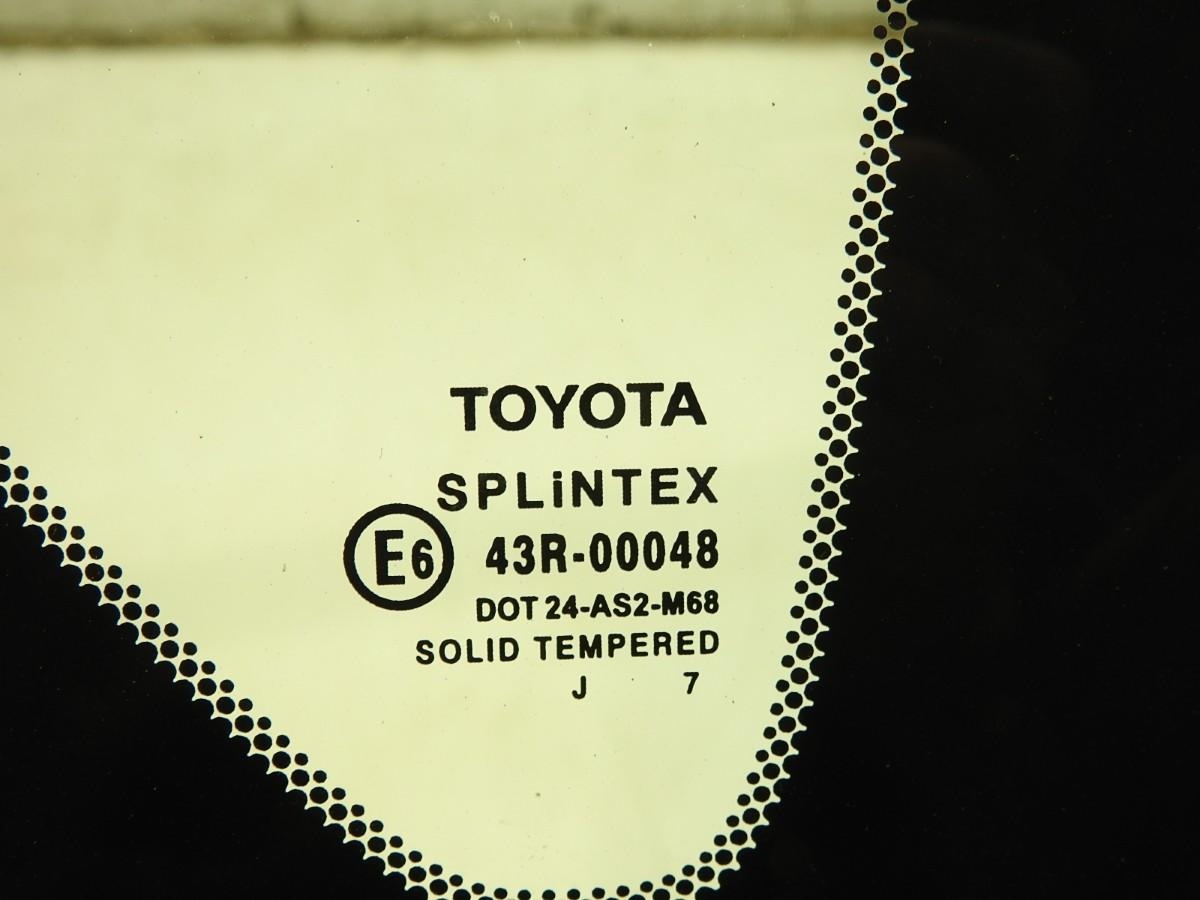 TOYOTA
SPLiNTEX
E6 43R-00048
DOT 24-AS2-M68
SOLID TEMPERED
J 7